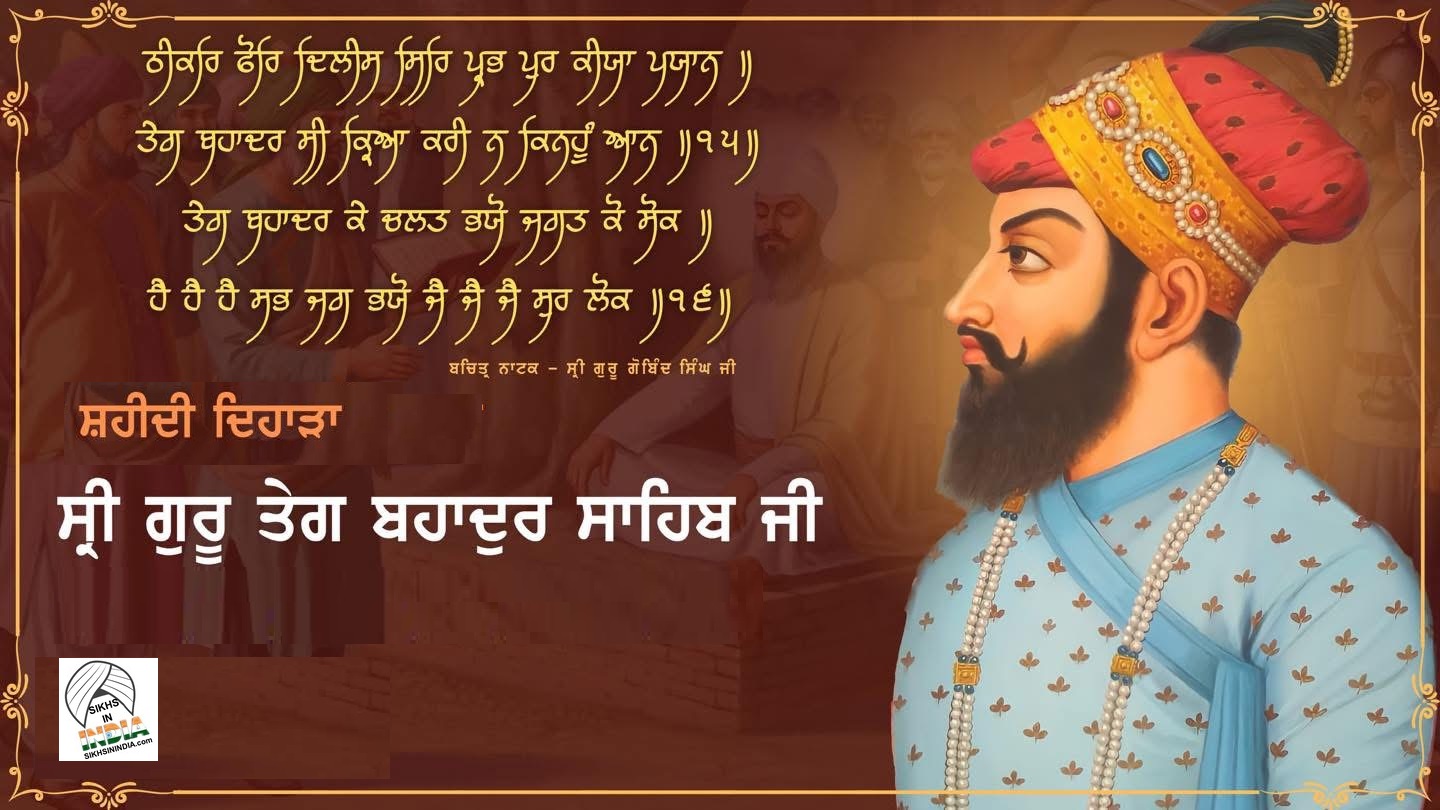 ਠੀਕਰਿ ਫੋਰਿ ਦਿਲੀਸ ਸਿਰਿ ਪ੍ਰਭ ਪੁਰ ਕੀਯਾ ਪਯਾਨ ॥
ਤੇਗ ਬਹਾਦਰ ਸੀ ਕ੍ਰਿਆ ਕਰੀ ਨ ਕਿਨਹੂੰ ਆਨ ॥੧੫॥
ਤੇਗ ਬਹਾਦਰ ਕੇ ਚਲਤ ਭਯੋ ਜਗਤ ਕੋ ਸੋਕ ॥
ਹੈ ਹੈ ਹੈ ਸਭ ਜਗ ਭਯੋ ਜੈ ਜੈ ਜੈ ਸੁਰ ਲੋਕ ॥੧੬॥
ਬਚਿਤ੍ਰ ਨਾਟਕ – ਸ੍ਰੀ ਗੁਰੂ ਗੋਬਿੰਦ ਸਿੰਘ ਜੀ
ਸ਼ਹੀਦੀ ਦਿਹਾੜਾ
ਸ੍ਰੀ ਗੁਰੂ ਤੇਗ ਬਹਾਦੁਰ ਸਾਹਿਬ ਜੀ
SIKHS
IN
INDIA
SIKHSININDIA.com